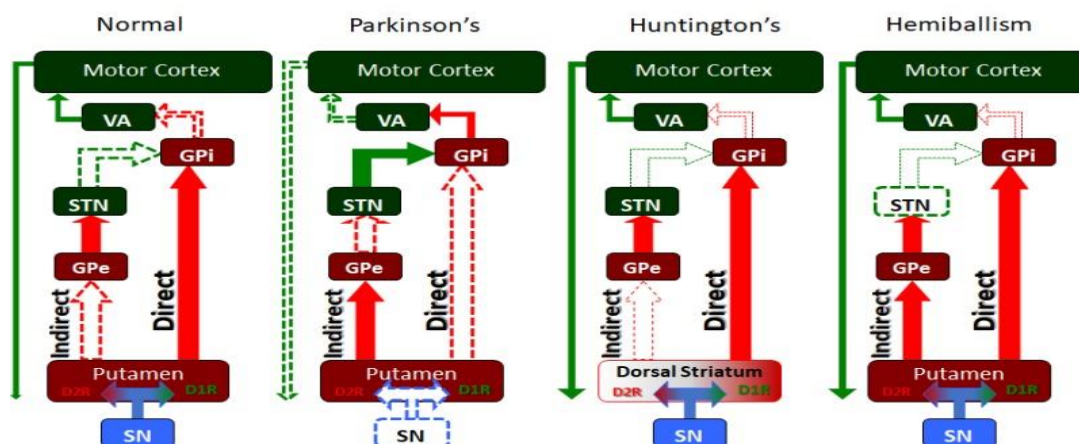 Normal
Parkinson's
Huntington's
Hemiballism
Motor Cortex
VA
GPi
STN
GPe
Indirect
Direct
Putamen
D2R
D1R
SN
Motor Cortex
VA
GPi
STN
GPe
Indirect
Direct
Putamen
D2R
D1R
SN
Motor Cortex
VA
GPi
STN
GPe
Indirect
Direct
Dorsal Striatum
D2R
D1R
SN
Motor Cortex
VA
GPi
STN
GPe
Indirect
Direct
Putamen
D2R
D1R
SN